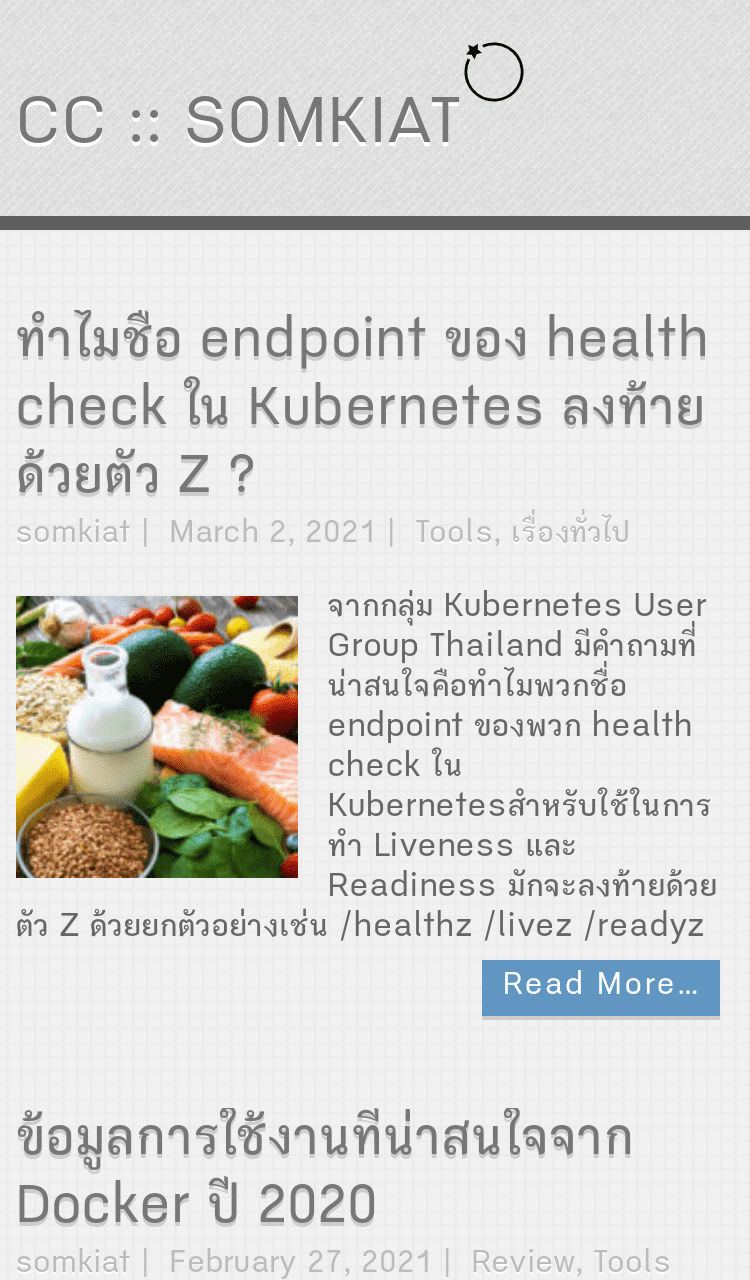 CC :: SOMKIAT
ทำไมชื่อ endpoint ของ health
check ใน Kubernetes ลงท้าย
ด้วยตัว Z ?
somkiat | March 2, 2021 | Tools, เรื่องทั่วไป
จากกลุ่ม Kubernetes User
Group Thailand มีคำถามที่
น่าสนใจคือทำไมพวกชื่อ
endpoint ของพวก health
check ใน
Kubernetesสำหรับใช้ในการ
ทำ Liveness และ
Readiness มักจะลงท้ายด้วย
ตัว Z ด้วยยกตัวอย่างเช่น /healthz /livez /readyz
Read More…
ข้อมูลการใช้งานที่น่าสนใจจาก
Docker ปี 2020
somkiat | February 27, 2021 | Review, Tools